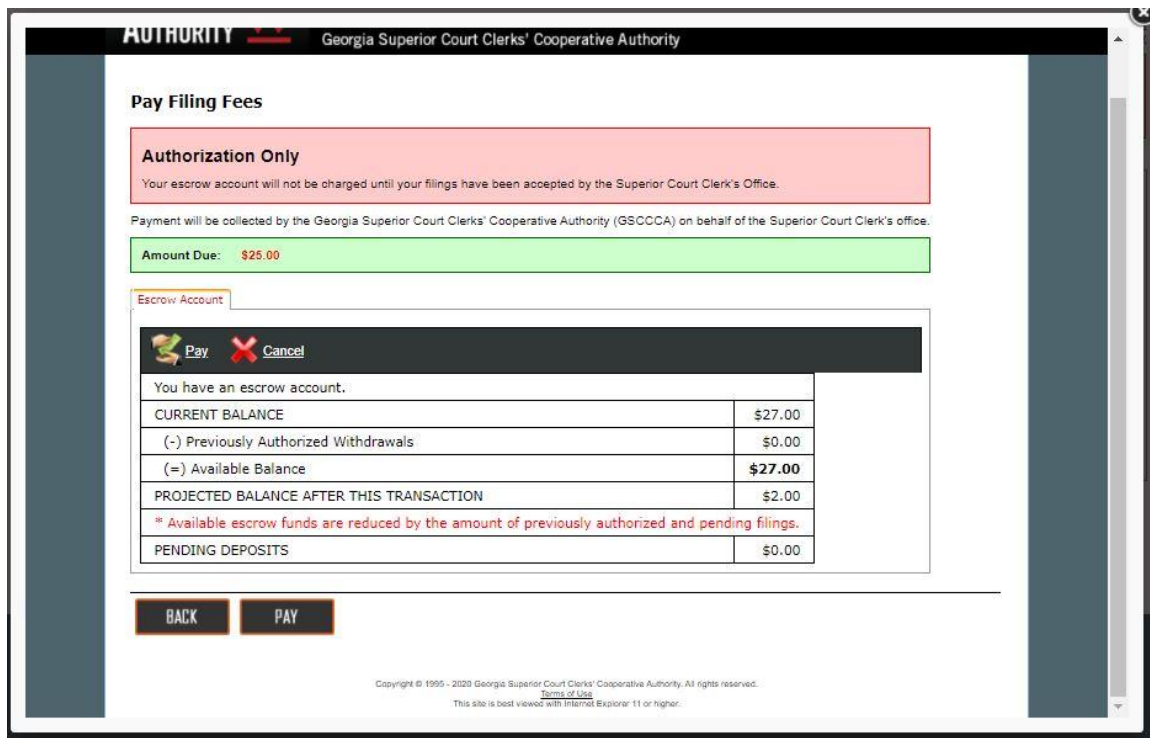 AUTHORITY
Georgia Superior Court Clerks' Cooperative Authority
Pay Filing Fees
Authorization Only
Your escrow account will not be charged until your filings have been accepted by the Superior Court Clerk's Office.
Payment will be collected by the Georgia Superior Court Clerks' Cooperative Authority (GSCCCA) on behalf of the Superior Court Clerk's office.
Amount Due: $25.00
Escrow Account
Pay Cancel
You have an escrow account.
CURRENT BALANCE $27.00
(-) Previously Authorized Withdrawals $0.00
(=) Available Balance $27.00
PROJECTED BALANCE AFTER THIS TRANSACTION $2.00
* Available escrow funds are reduced by the amount of previously authorized and pending filings.
PENDING DEPOSITS $0.00
BACK PAY
Copyright © 1995 - 2020 Georgia Superior Court Clerks' Cooperative Authority. All rights reserved.
Terms of Use
This site is best viewed with Internet Explorer 11 or higher.